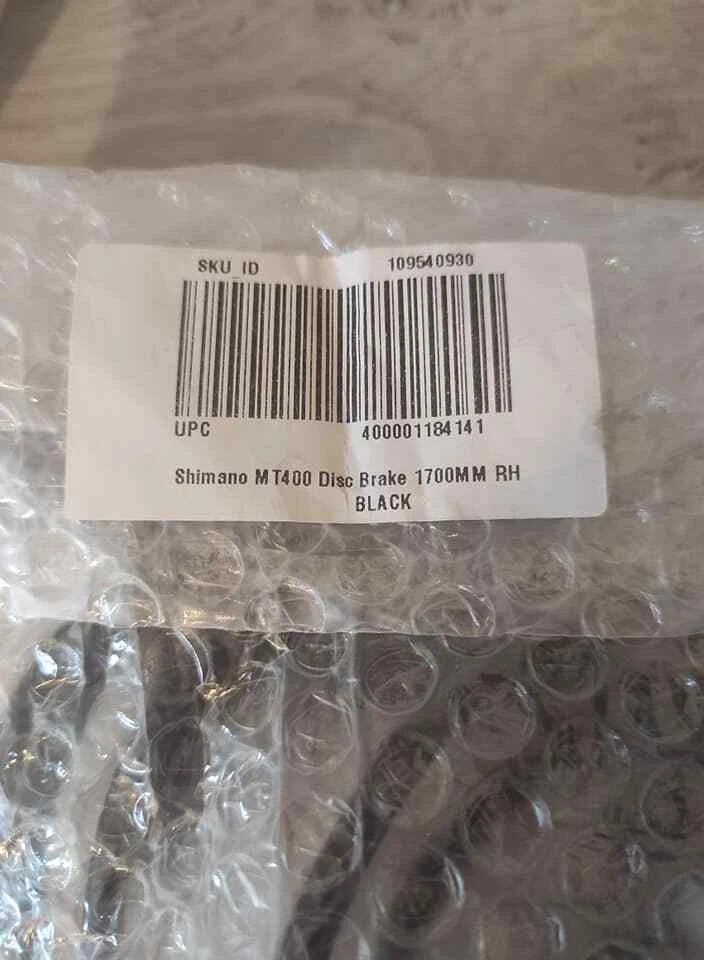 SKU_ID 109540930
UPC 400001184141
Shimano MT400 Disc Brake 1700MM RH
BLACK